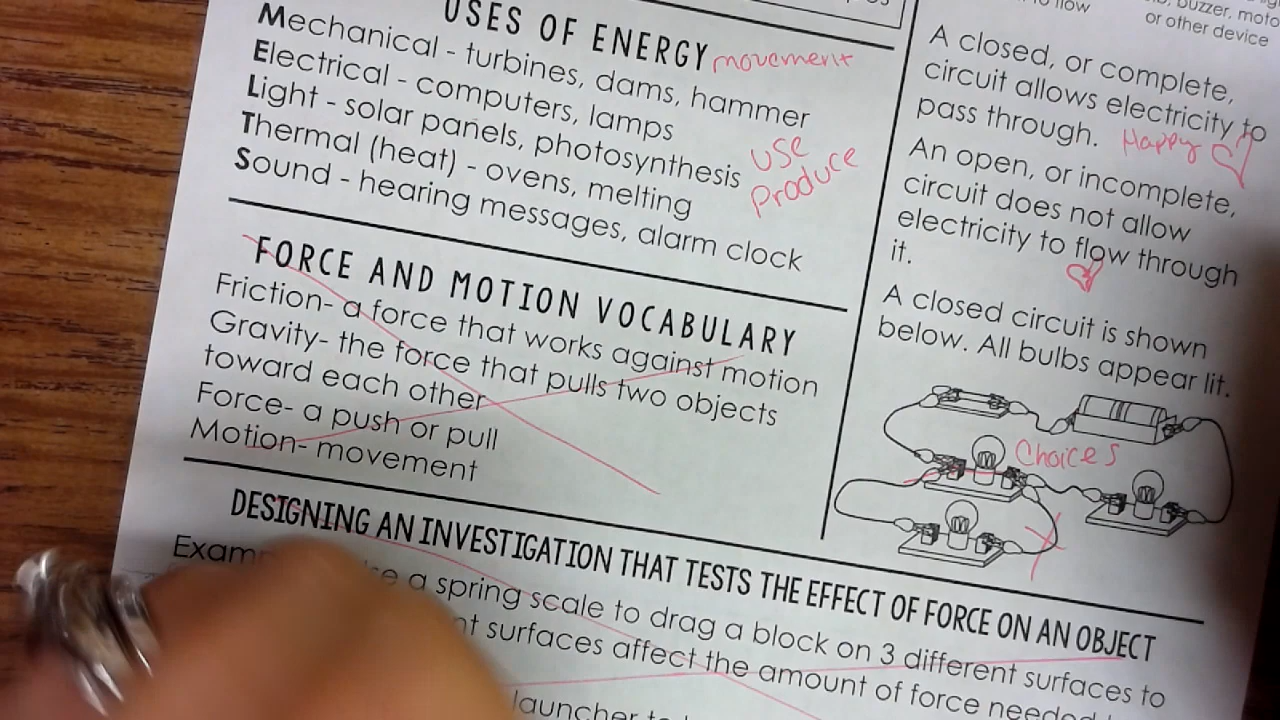 USES OF ENERGY movement
Mechanical - turbines, dams, hammer
Electrical - computers, lamps
Light - solar panels, photosynthesis
Thermal (heat) - ovens, melting
Sound - hearing messages, alarm clock
use
produce
FORCE AND MOTION VOCABULARY
Friction- a force that works against motion
Gravity- the force that pulls two objects
toward each other
Force- a push or pull
Motion- movement
DESIGNING AN INVESTIGATION THAT TESTS THE EFFECT OF FORCE ON AN OBJECT
a spring scale to drag a block on 3 different surfaces to
surfaces affect the amount of force needed
launcher
flow
buzzer,
or other device
A closed, or complete,
circuit allows electricity to
pass through. Happy
An open, or incomplete,
circuit does not allow
electricity to flow through
it.
A closed circuit is shown
below. All bulbs appear lit.
Choices